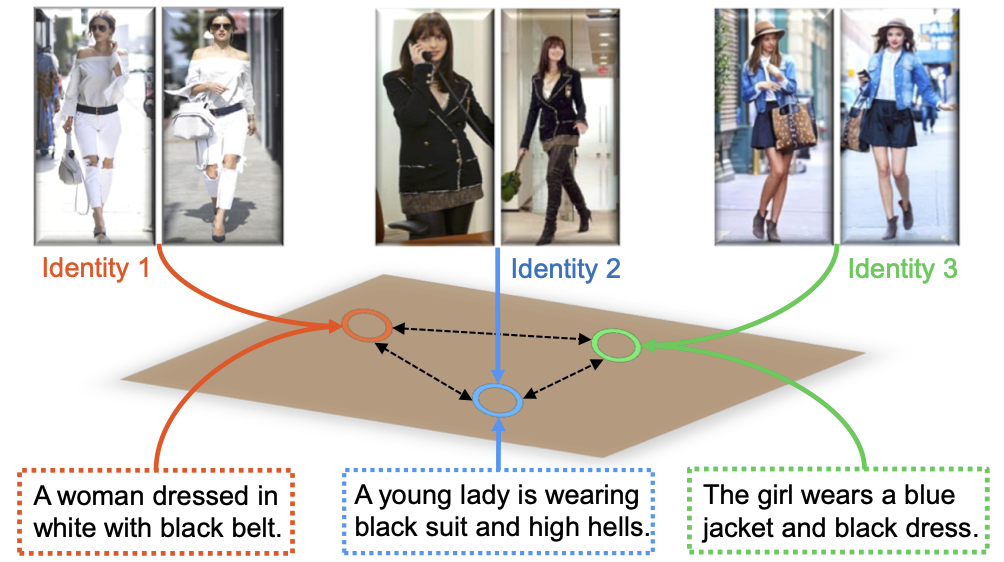 Identity 1
Identity 2
Identity 3
A woman dressed in
white with black belt.
A young lady is wearing
black suit and high hells.
The girl wears a blue
jacket and black dress.